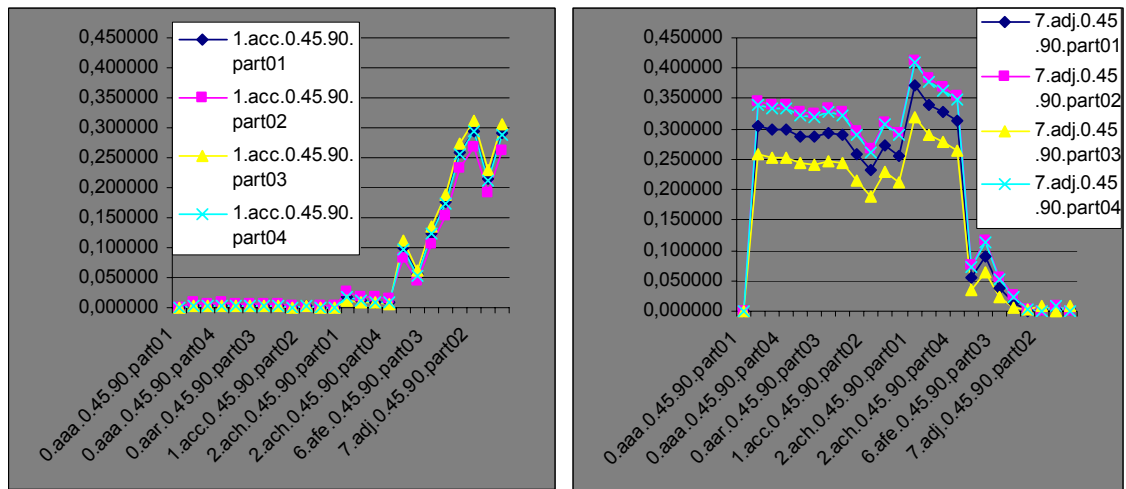 0,450000
0,400000
0,350000
0,300000
0,250000
0,200000
0,150000
0,100000
0,050000
0,000000
1.acc.0.45.90.
part01
1.acc.0.45.90.
part02
1.acc.0.45.90.
part03
1.acc.0.45.90.
part04
0.aaa.0.45.90.part01
0.aaa.0.45.90.part04
0.aar.0.45.90.part03
1.acc.0.45.90.part02
2.ach.0.45.90.part01
2.ach.0.45.90.part04
6.afe.0.45.90.part03
7.adj.0.45.90.part02
0,450000
0,400000
0,350000
0,300000
0,250000
0,200000
0,150000
0,100000
0,050000
0,000000
7.adj.0.45
.90.part01
7.adj.0.45
.90.part02
7.adj.0.45
.90.part03
7.adj.0.45
.90.part04
0.aaa.0.45.90.part01
0.aaa.0.45.90.part04
0.aar.0.45.90.part03
1.acc.0.45.90.part02
2.ach.0.45.90.part01
2.ach.0.45.90.part04
6.afe.0.45.90.part03
7.adj.0.45.90.part02